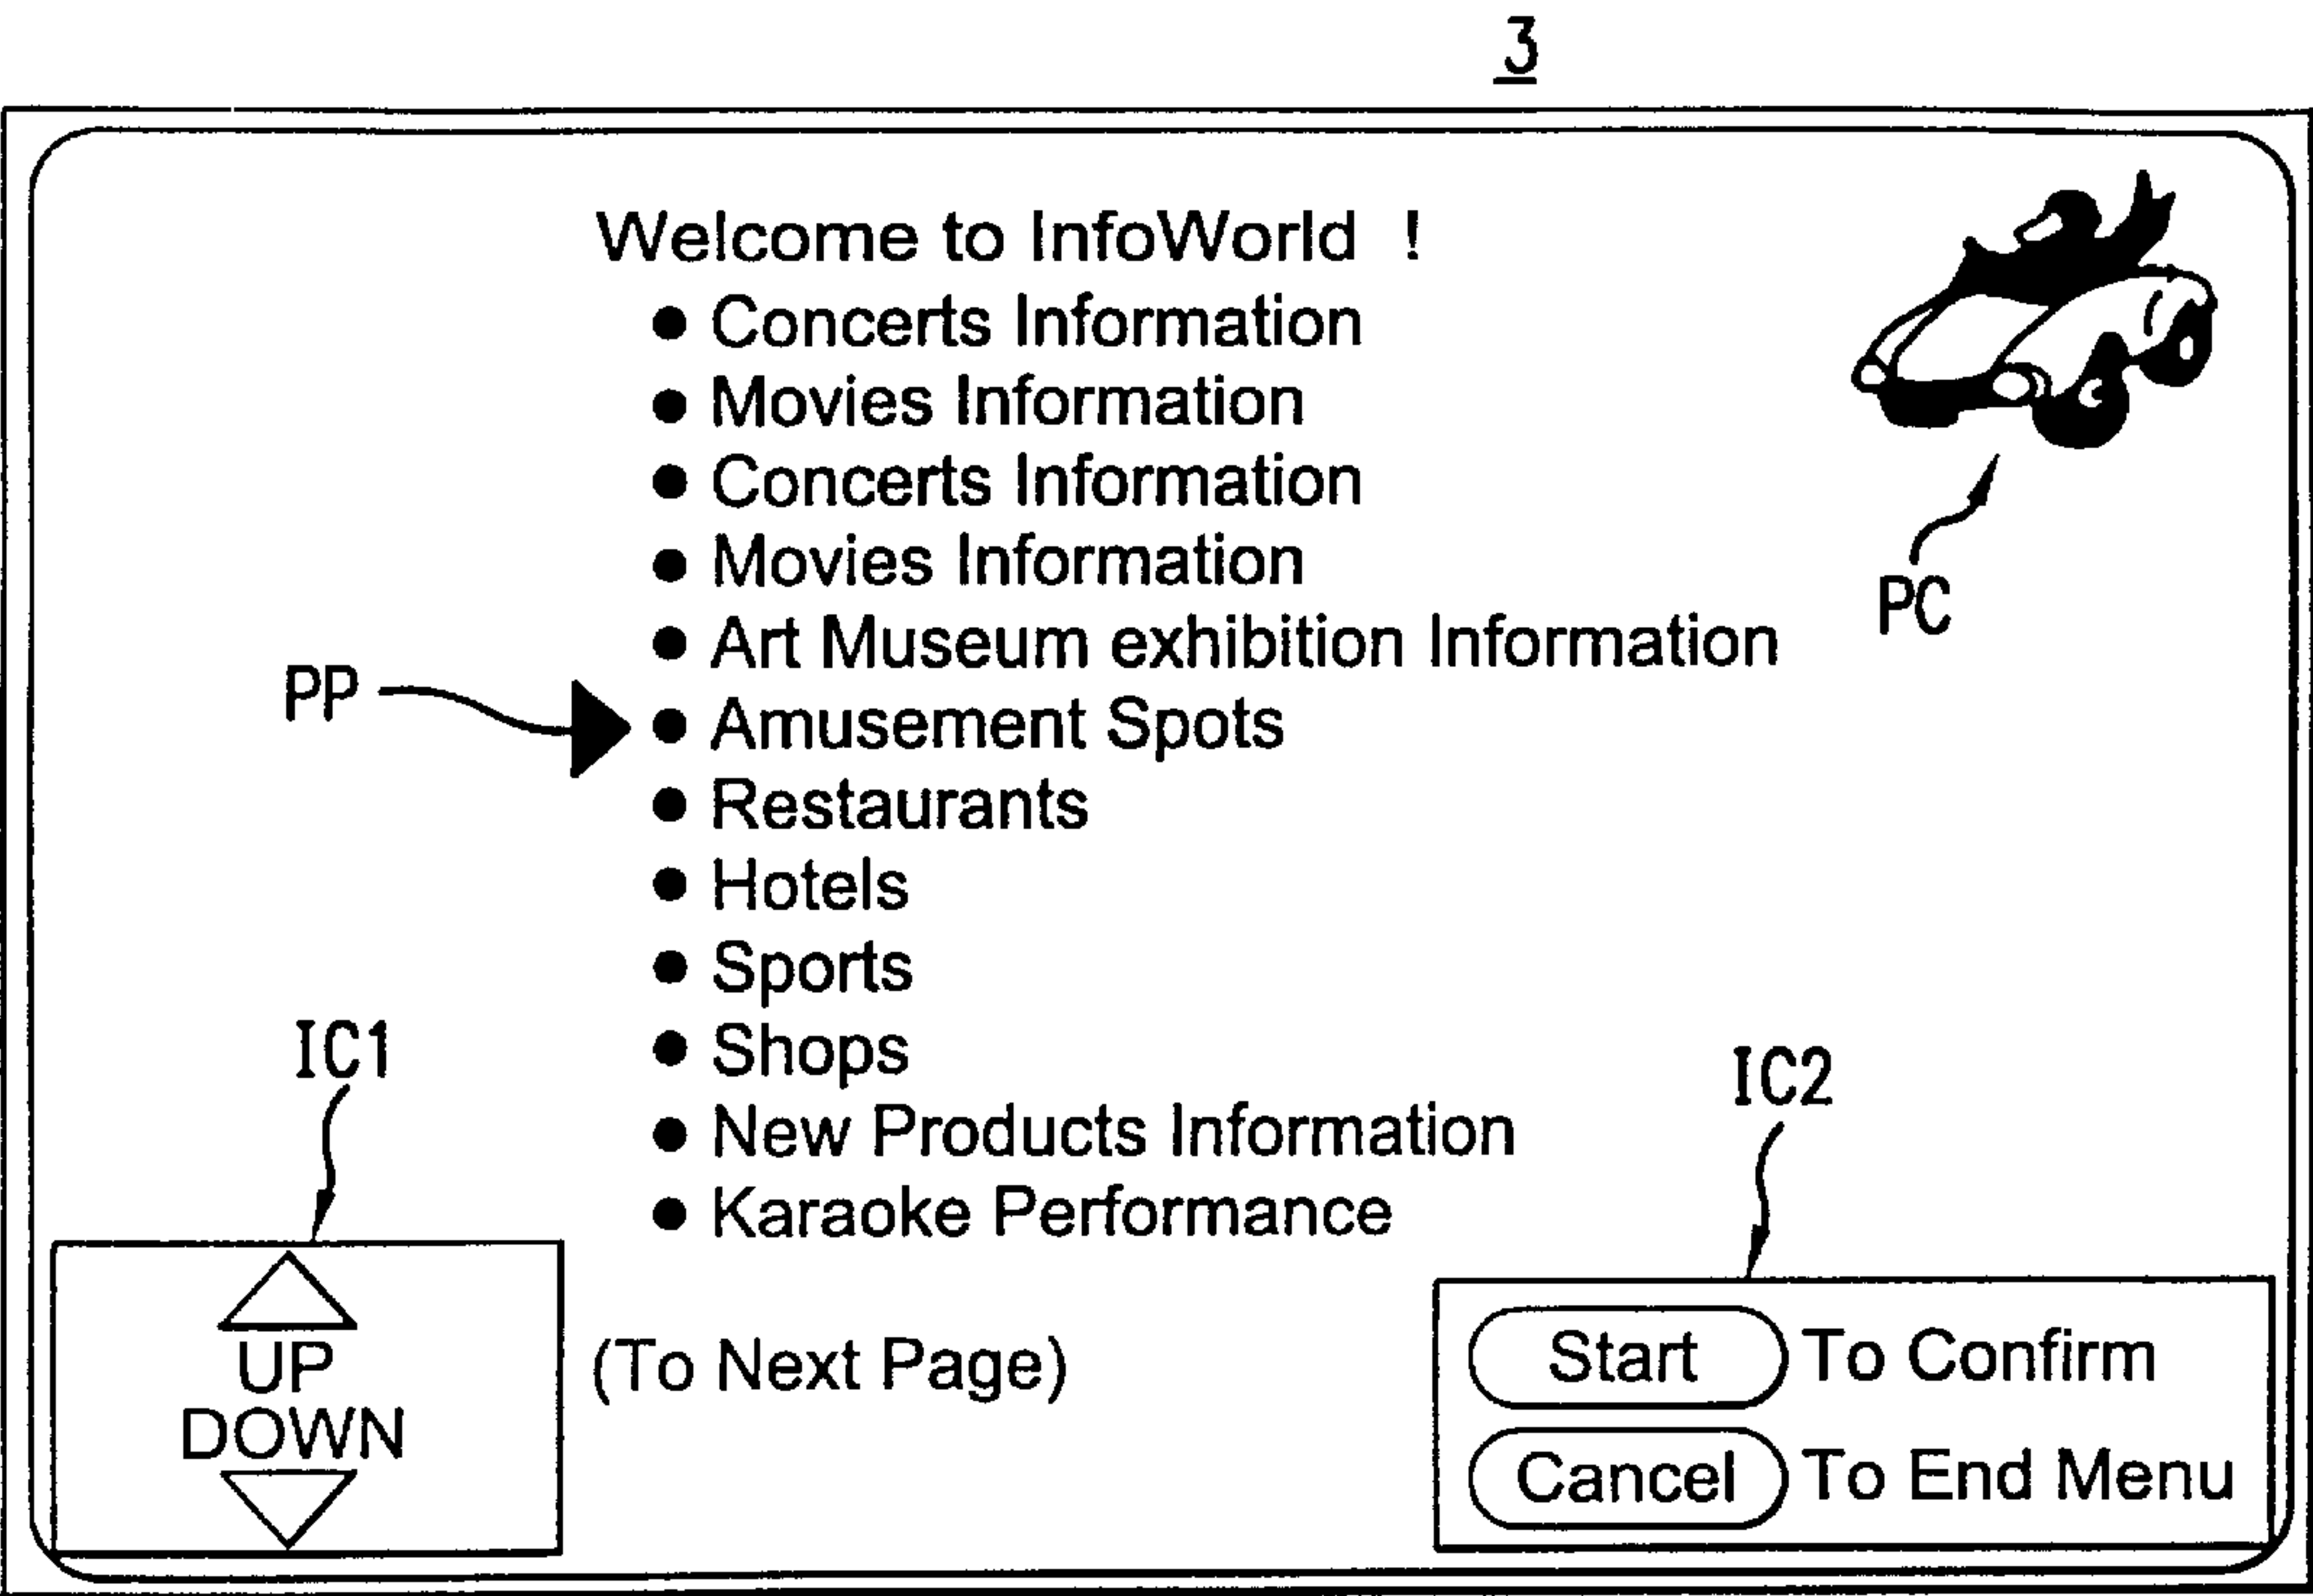 3
Welcome to InfoWorld !
● Concerts Information
● Movies Information
● Concerts Information
● Movies Information
PC
● Art Museum exhibition Information
PP
● Amusement Spots
● Restaurants
● Hotels
● Sports
IC1
● Shops
IC2
● New Products Information
● Karaoke Performance
UP
DOWN
(To Next Page)
Start To Confirm
Cancel To End Menu